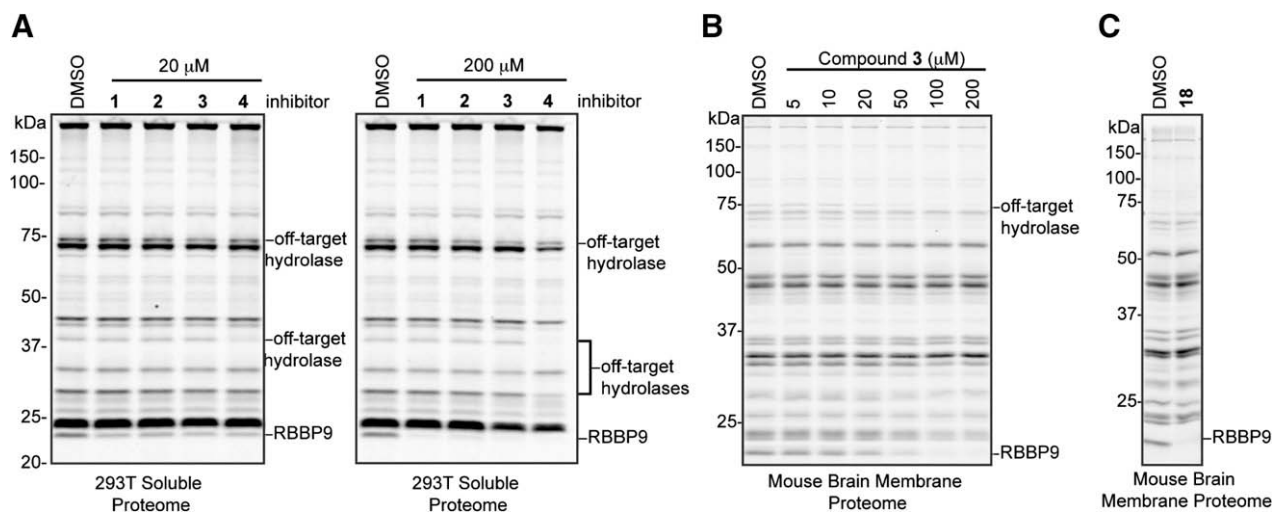 A
DMSO
20 μM
1 2 3 4 inhibitor
kDa
150-
100-
75-
50-
37-
25-
20-
-off-target
hydrolase
-off-target
hydrolase
-RBBP9
293T Soluble
Proteome
DMSO
200 μM
1 2 3 4 inhibitor
-off-target
hydrolase
off-target
hydrolases
-RBBP9
293T Soluble
Proteome
B
DMSO
Compound 3 (μM)
5 10 20 50 100 200
kDa
150-
100-
75-
50-
37-
25-
-off-target
hydrolase
-RBBP9
Mouse Brain Membrane
Proteome
C
DMSO 18
kDa
150-
100-
75-
50-
37-
25-
-RBBP9
Mouse Brain
Membrane Proteome